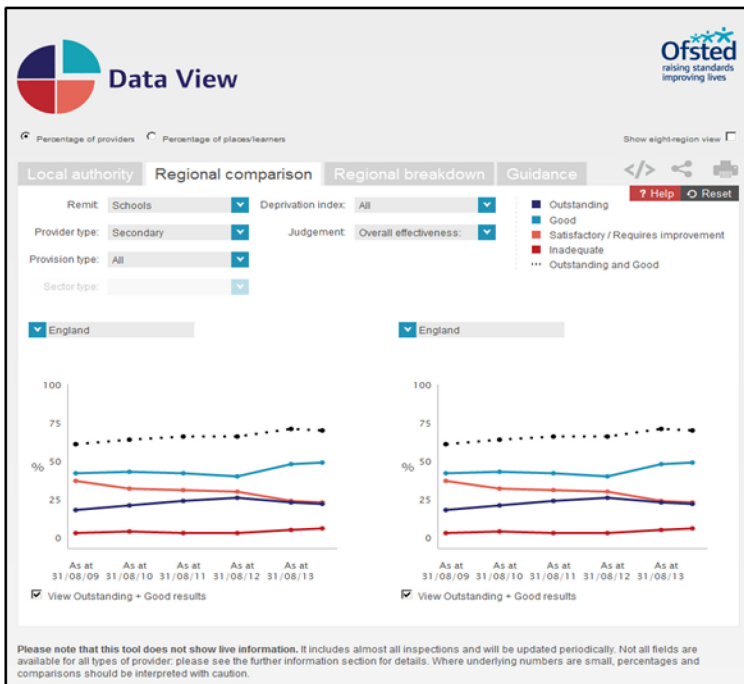 Data View
Ofsted
raising standards
improving lives
Percentage of providers Percentage of places/learners
Show eight-region view
Local authority Regional comparison Regional breakdown Guidance
? Help Reset
Remit: Schools
Deprivation index: All
Provider type: Secondary
Judgement: Overall effectiveness:
Provision type: All
Sector type:
Outstanding
Good
Satisfactory / Requires improvement
Inadequate
Outstanding and Good
England
100
75
%
50
25
0
As at 31/08/09
As at 31/08/10
As at 31/08/11
As at 31/08/12
As at 31/08/13
View Outstanding + Good results
England
100
75
%
50
25
0
As at 31/08/09
As at 31/08/10
As at 31/08/11
As at 31/08/12
As at 31/08/13
View Outstanding + Good results
Please note that this tool does not show live information. It includes almost all inspections and will be updated periodically. Not all fields are
available for all types of provider: please see the further information section for details. Where underlying numbers are small, percentages and
comparisons should be interpreted with caution.